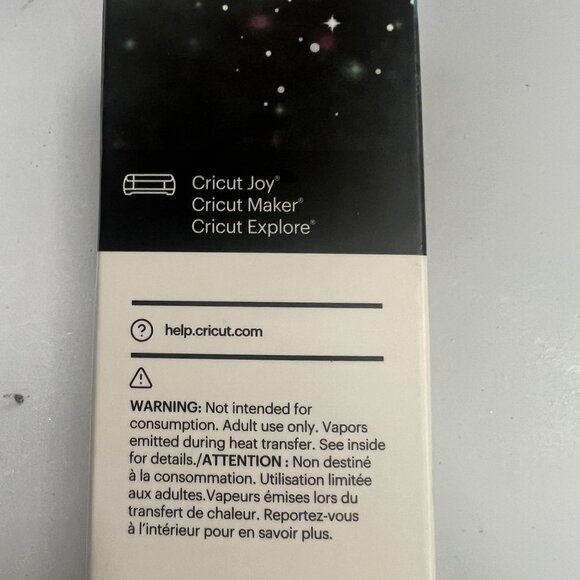 Cricut Joy®
Cricut Maker®
Cricut Explore®
help.cricut.com
WARNING: Not intended for
consumption. Adult use only. Vapors
emitted during heat transfer. See inside
for details./ATTENTION : Non destiné
à la consommation. Utilisation limitée
aux adultes.Vapeurs émises lors du
transfert de chaleur. Reportez-vous
à l'intérieur pour en savoir plus.